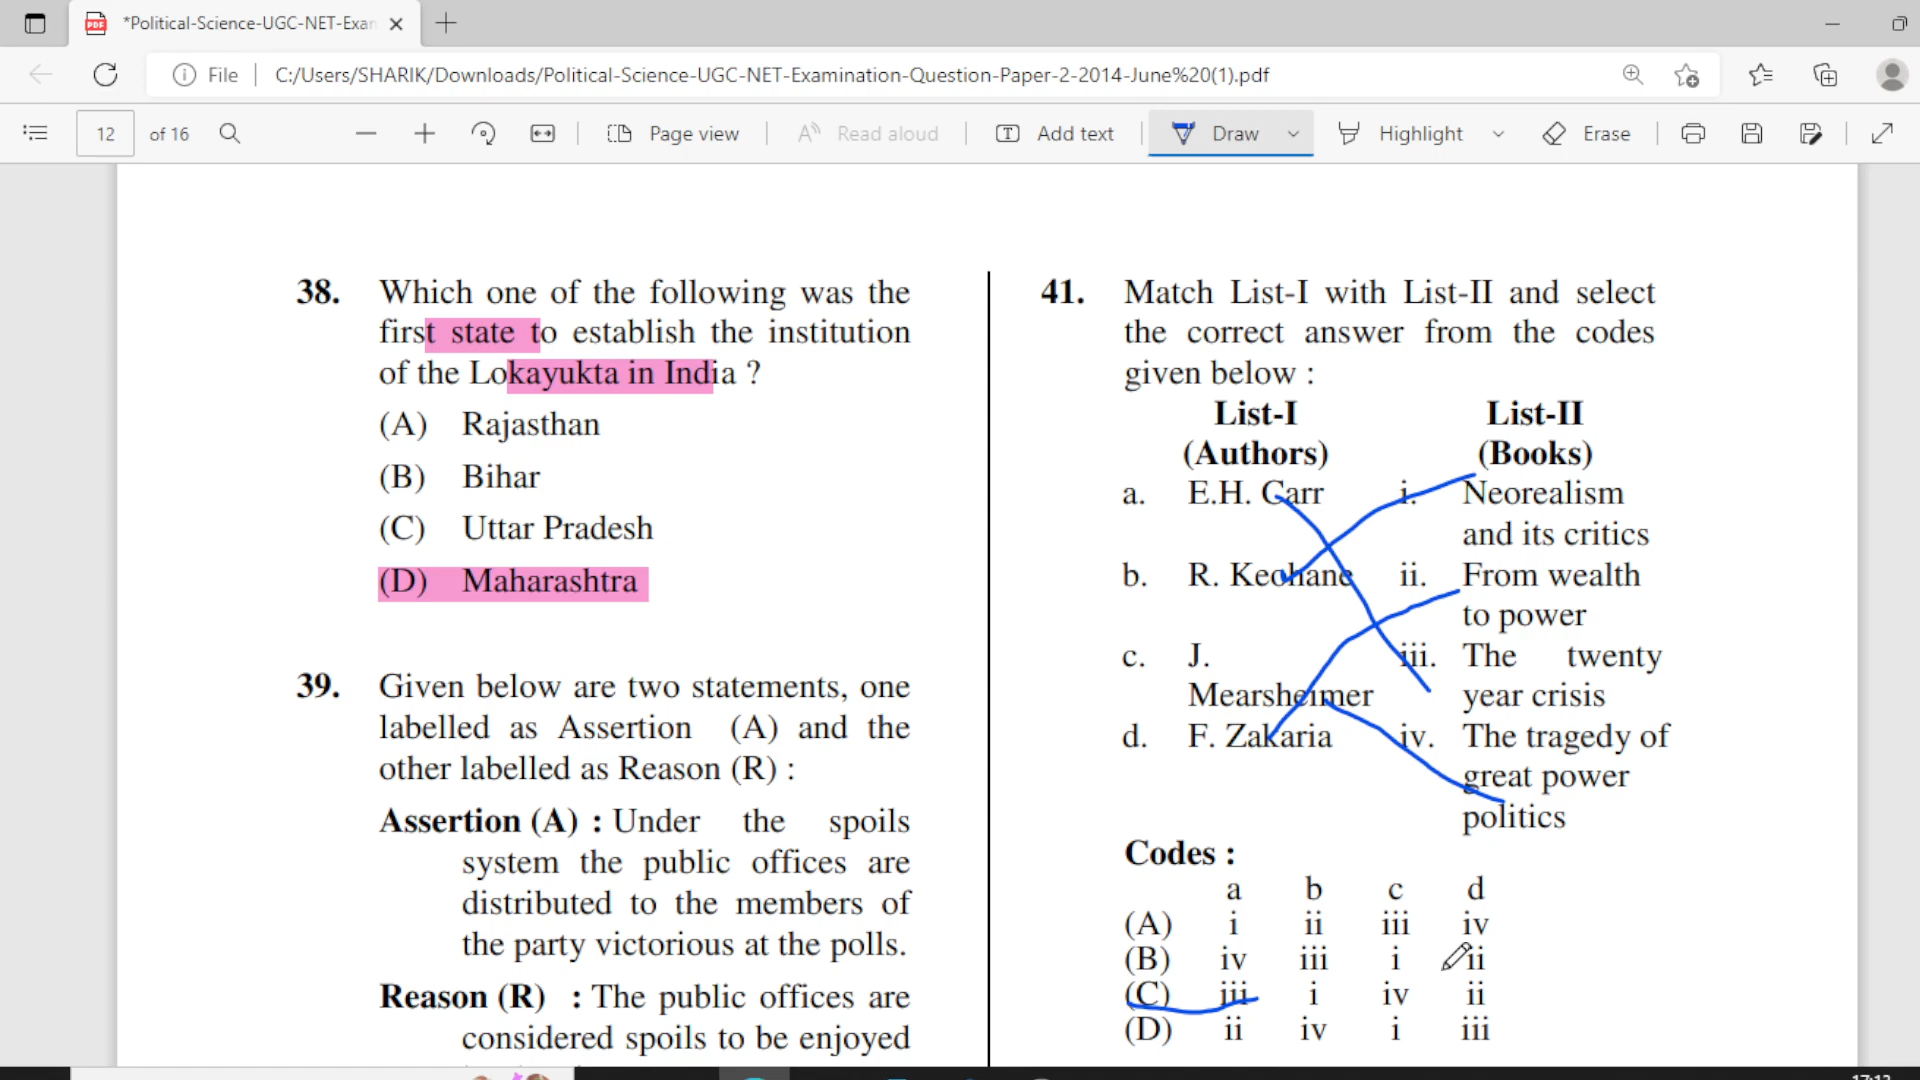 *Political-Science-UGC-NET-Exan
File
C:/Users/SHARIK/Downloads/Political-Science-UGC-NET-Examination-Question-Paper-2-2014-June%20(1).pdf
12 of 16
Page view
Read aloud
Add text
Draw
Highlight
Erase
38. Which one of the following was the
first state to establish the institution
of the Lokayukta in India ?
(A) Rajasthan
(B) Bihar
(C) Uttar Pradesh
(D) Maharashtra
39. Given below are two statements, one
labelled as Assertion (A) and the
other labelled as Reason (R) :
Assertion (A) : Under the spoils
system the public offices are
distributed to the members of
the party victorious at the polls.
Reason (R) : The public offices are
considered spoils to be enjoyed
41. Match List-I with List-II and select
the correct answer from the codes
given below :
List-I List-II
(Authors) (Books)
a. E.H. Carr i. Neorealism
and its critics
b. R. Keohane ii. From wealth
to power
c. J. iii. The twenty
Mearsheimer year crisis
d. F. Zakaria iv. The tragedy of
great power
politics
Codes :
a b c d
(A) i ii iii iv
(B) iv iii i ii
(C) iii i iv ii
(D) ii iv i iii